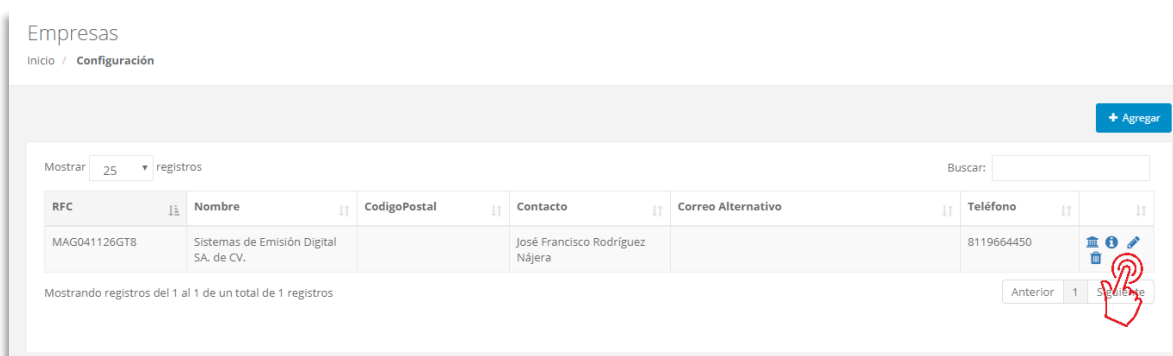 Empresas
Inicio / Configuración
+ Agregar
Mostrar 25 registros
Buscar:
RFC Nombre CodigoPostal Contacto Correo Alternativo Teléfono
MAG041126GT8 Sistemas de Emisión Digital José Francisco Rodríguez 8119664450
SA. de CV. Nájera
Mostrando registros del 1 al 1 de un total de 1 registros
Anterior 1 Siguiente